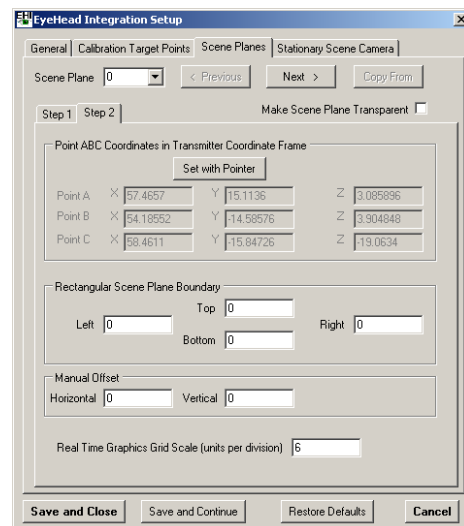 EyeHead Integration Setup
General Calibration Target Points Scene Planes Stationary Scene Camera
Scene Plane 0 < Previous Next > Copy From
Step 1 Step 2 Make Scene Plane Transparent
Point ABC Coordinates in Transmitter Coordinate Frame
Set with Pointer
Point A X 57.4657 Y 15.1136 Z 3.085896
Point B X 54.18552 Y -14.58576 Z 3.904848
Point C X 58.4611 Y -15.84726 Z -19.0634
Rectangular Scene Plane Boundary
Top 0
Left 0 Right 0
Bottom 0
Manual Offset
Horizontal 0 Vertical 0
Real Time Graphics Grid Scale (units per division) 6
Save and Close Save and Continue Restore Defaults Cancel